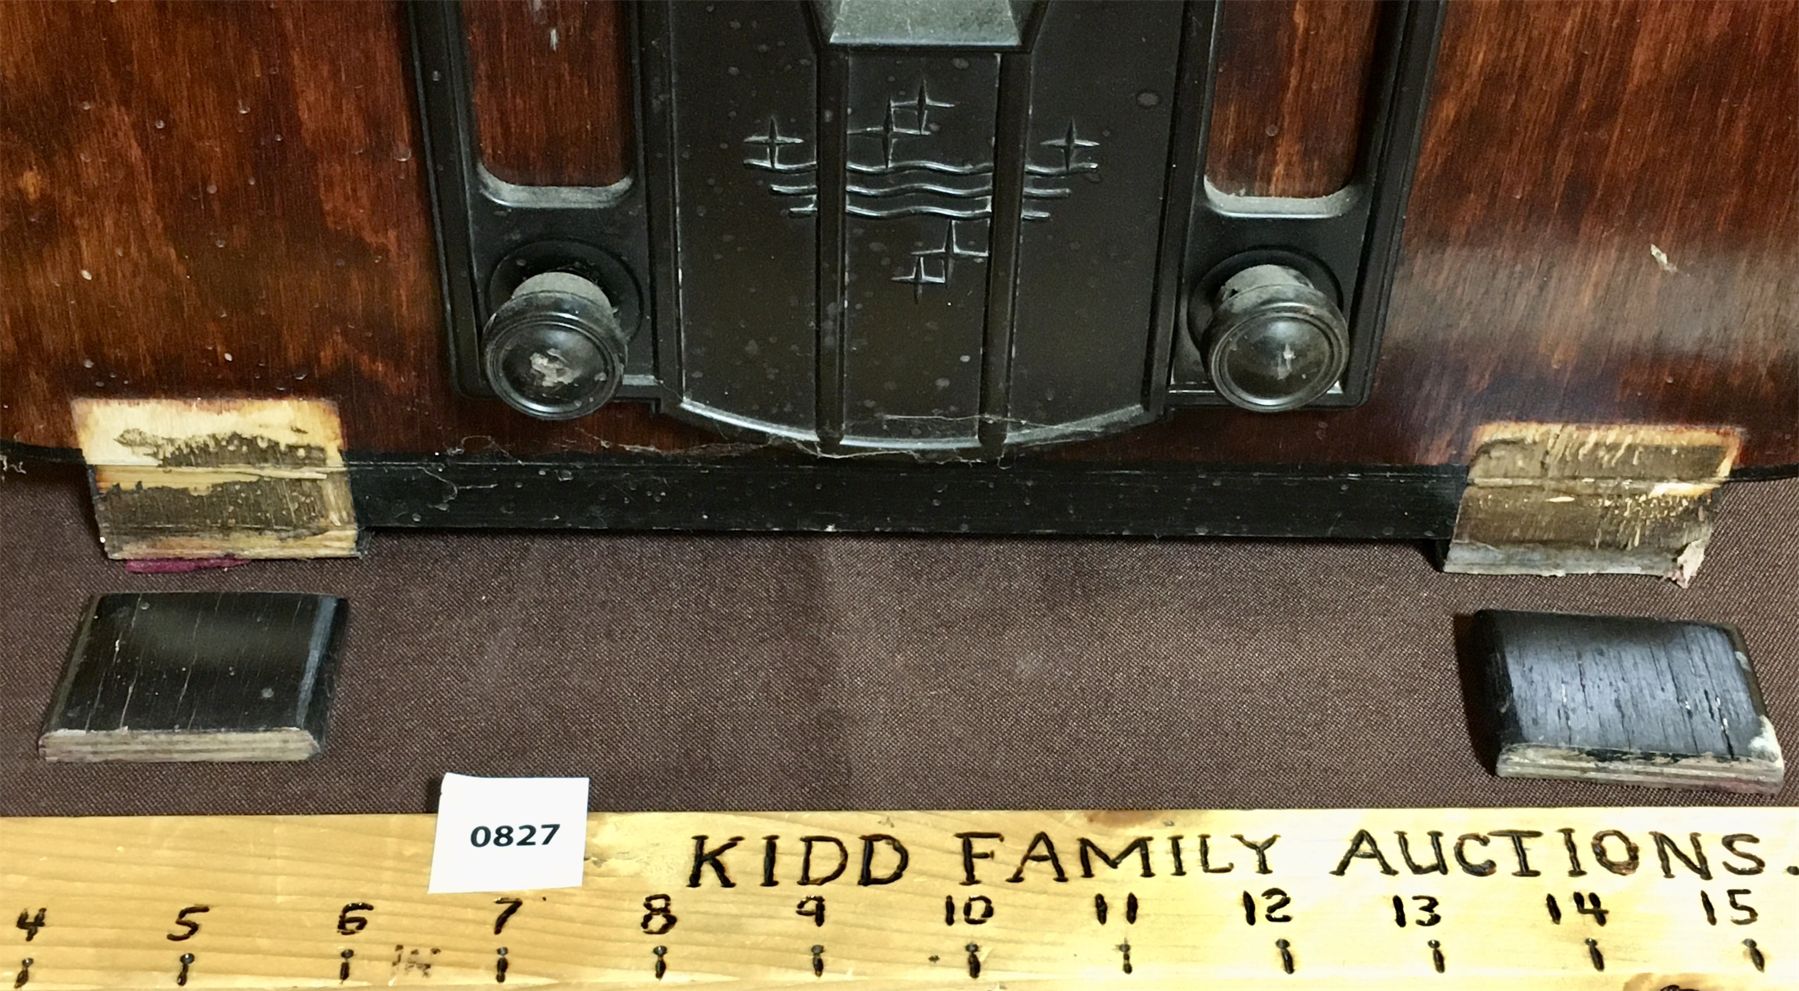 0827
KIDD FAMILY AUCTIONS.
4 5 6 7 8 9 10 11 12 13 14 15